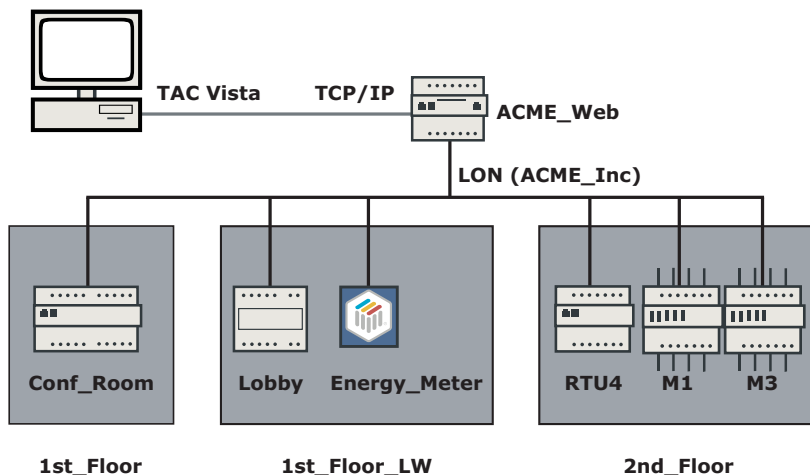 TAC Vista TCP/IP
ACME_Web
LON (ACME_Inc)
Conf_Room Lobby Energy_Meter RTU4 M1 M3
1st_Floor 1st_Floor_LW 2nd_Floor